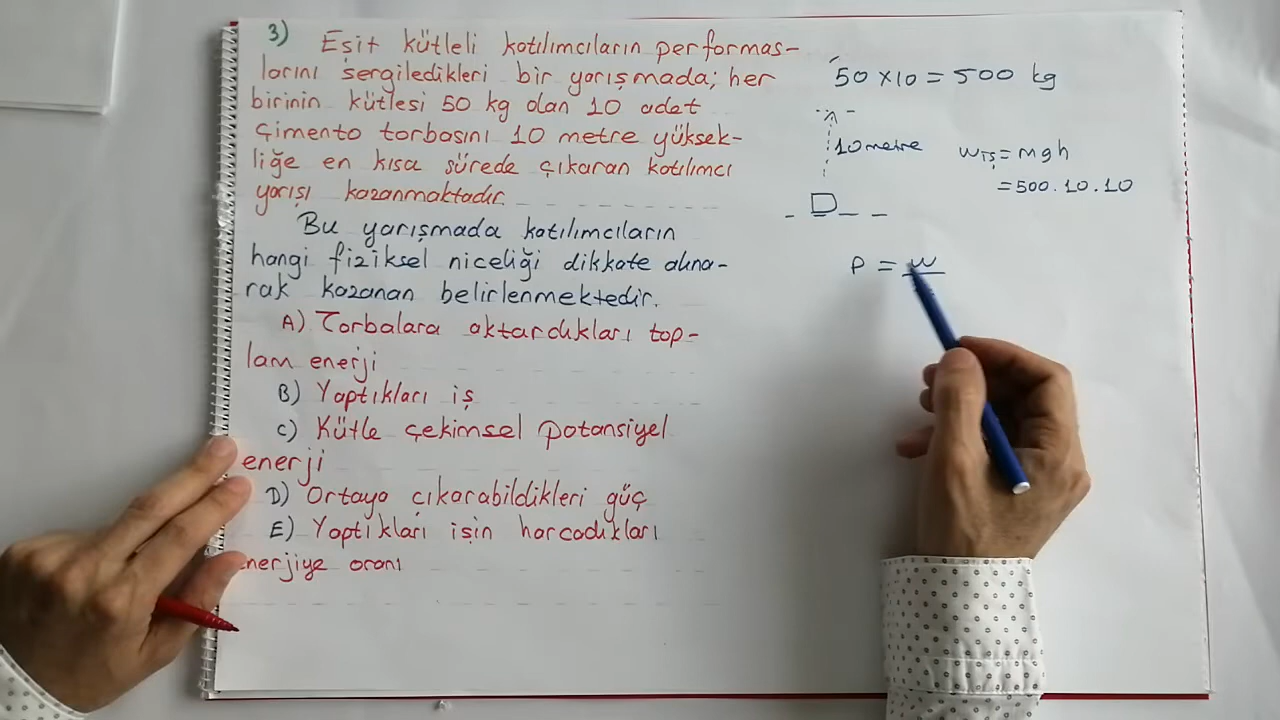 3) Eşit kütleli katılımcıların performas-
larını sergiledikleri bir yarışmada; her
birinin kütlesi 50 kg olan 10 adet
çimento torbasını 10 metre yüksek-
liğe en kısa sürede çıkaran katılımcı
yarışı kazanmaktadır.
Bu yarışmada katılımcıların
hangi fiziksel niceliği dikkate alına-
rak kazanan belirlenmektedir.
A) Torbalara aktardıkları top-
lam enerji
B) Yaptıkları iş
C) Kütle çekimsel potansiyel
enerji
D) Ortaya çıkarabildikleri güç
E) Yaptıkları işin harcadıkları
enerjiye oranı
50 x 10 = 500 kg
10 metre
Wiş = mgh
= 500.10.10
P = W